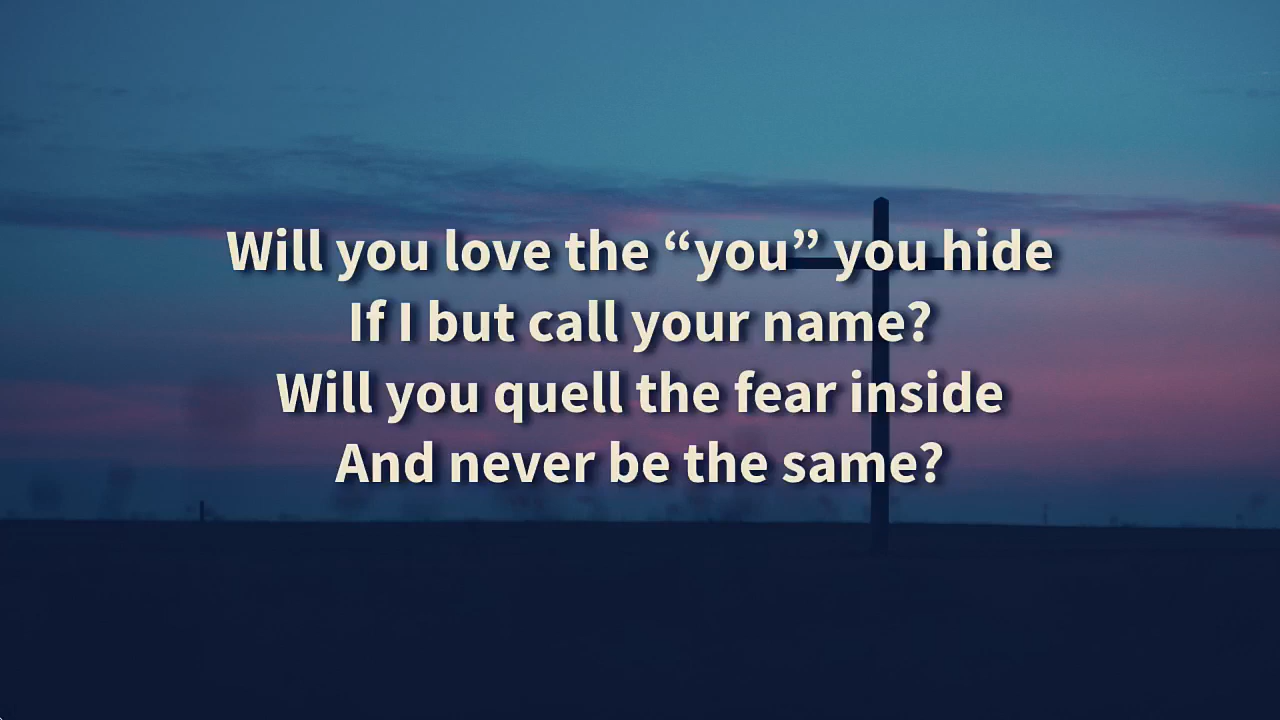 Will you love the “you” you hide
If I but call your name?
Will you quell the fear inside
And never be the same?